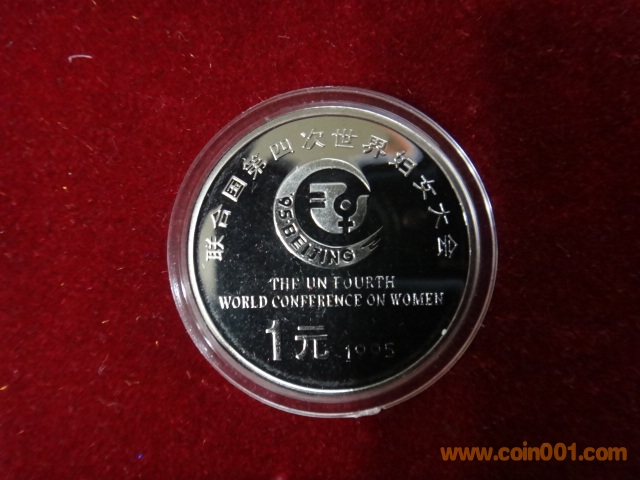 联合国第四次世界妇女大会
'95·BEIJING
THE UN FOURTH
WORLD CONFERENCE ON WOMEN
1元 1995
www.coin001.com